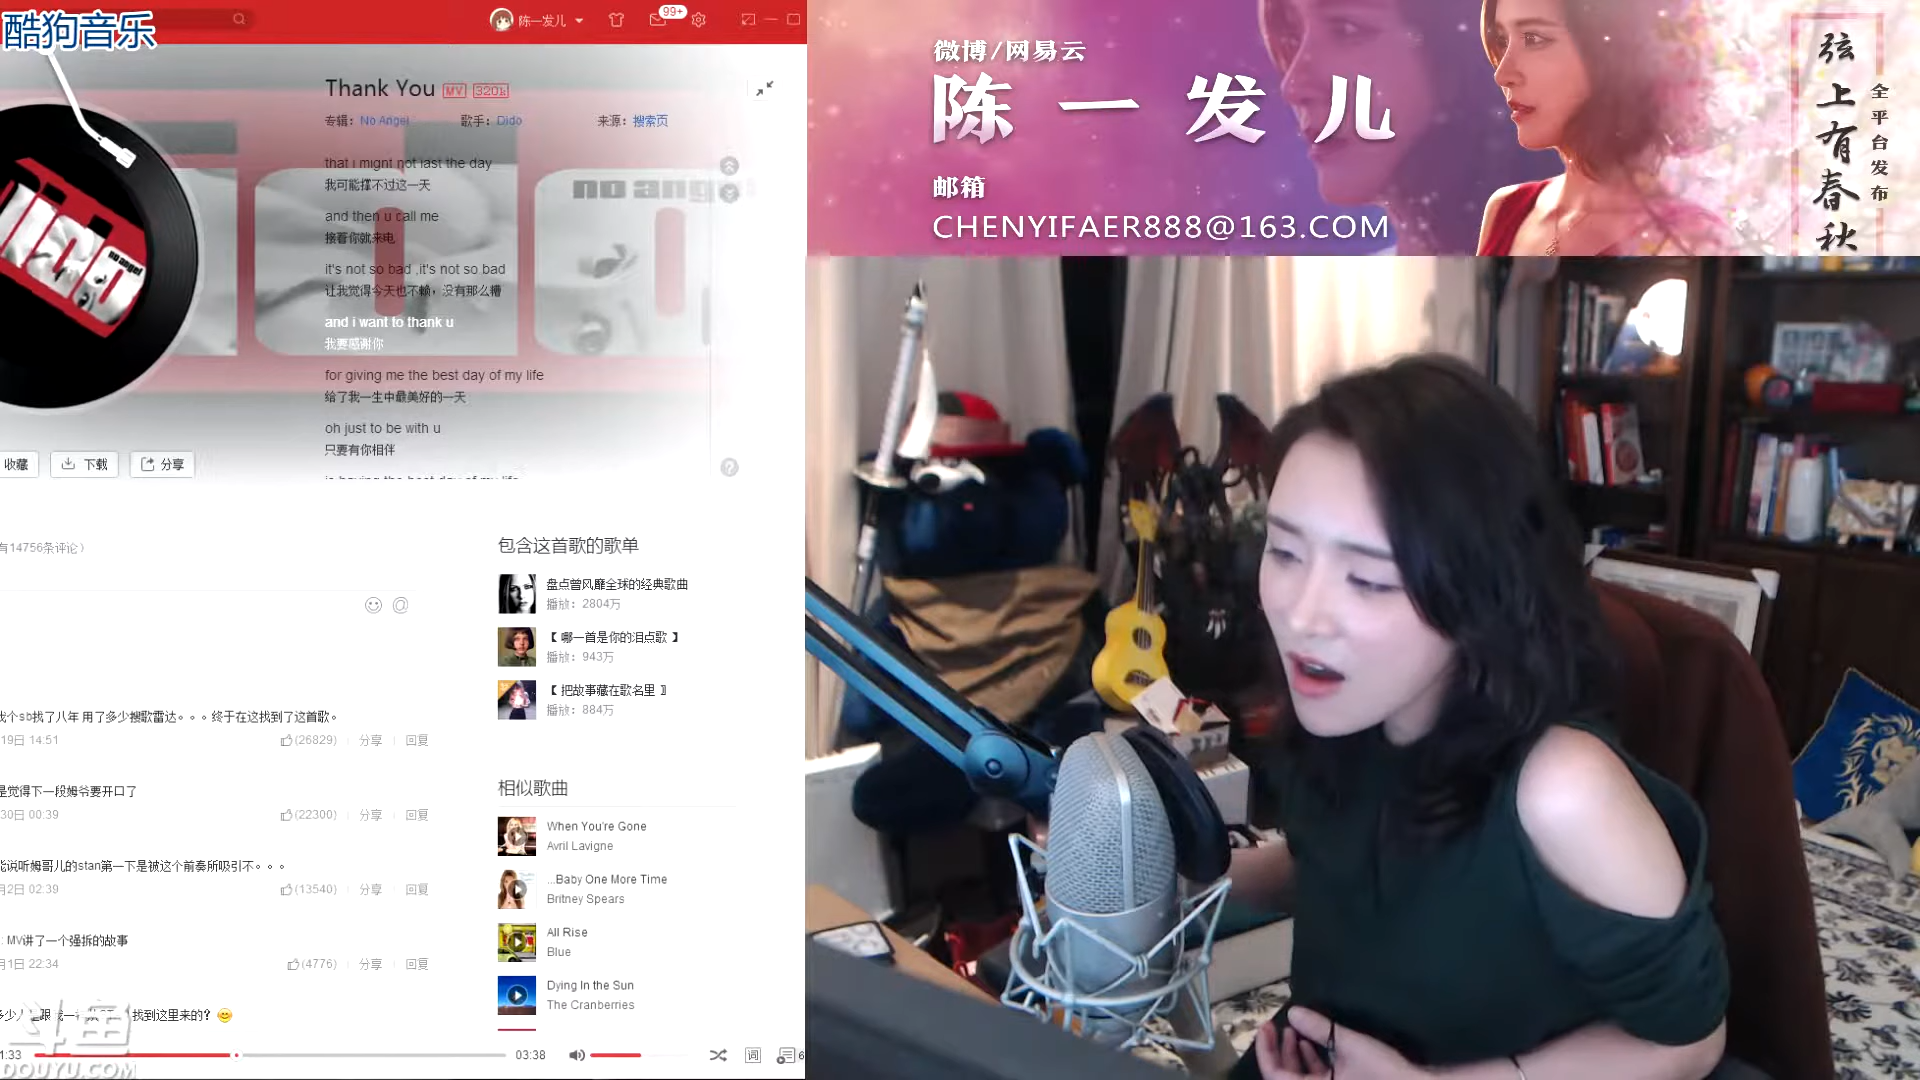 酷狗音乐
陈一发儿
99+
Thank You MV 320k
专辑：No Angel 歌手：Dido 来源：搜索页
that i might not last the day
我可能撑不过这一天
and then u call me
接着你就来电
it's not so bad ,it's not so bad
让我觉得今天也不赖，没有那么糟
and i want to thank u
我要感谢你
for giving me the best day of my life
给了我一生中最美好的一天
oh just to be with u
只要有你相伴
is having the best day of my life
no angel
收藏 下载 分享
有14756条评论）
找个sb找了八年 用了多少搜歌雷达。。。终于在这找到了这首歌。
19日 14:51 (26829) 分享 回复
是觉得下一段姆爷要开口了
30日 00:39 (22300) 分享 回复
能说听姆哥儿的stan第一下是被这个前奏所吸引不。。。
月2日 02:39 (13540) 分享 回复
: MV讲了一个强拆的故事
月1日 22:34 (4776) 分享 回复
找到这里来的？
包含这首歌的歌单
盘点曾风靡全球的经典歌曲
播放：2804万
【 哪一首是你的泪点歌 】
播放：943万
【 把故事藏在歌名里 】
播放：884万
相似歌曲
When You're Gone
Avril Lavigne
...Baby One More Time
Britney Spears
All Rise
Blue
Dying In the Sun
The Cranberries
1:33 03:38 词 6
斗鱼
DOUYU.COM
微博/网易云
陈一发儿
邮箱
CHENYIFAER888@163.COM
弦上有春秋
全平台发布